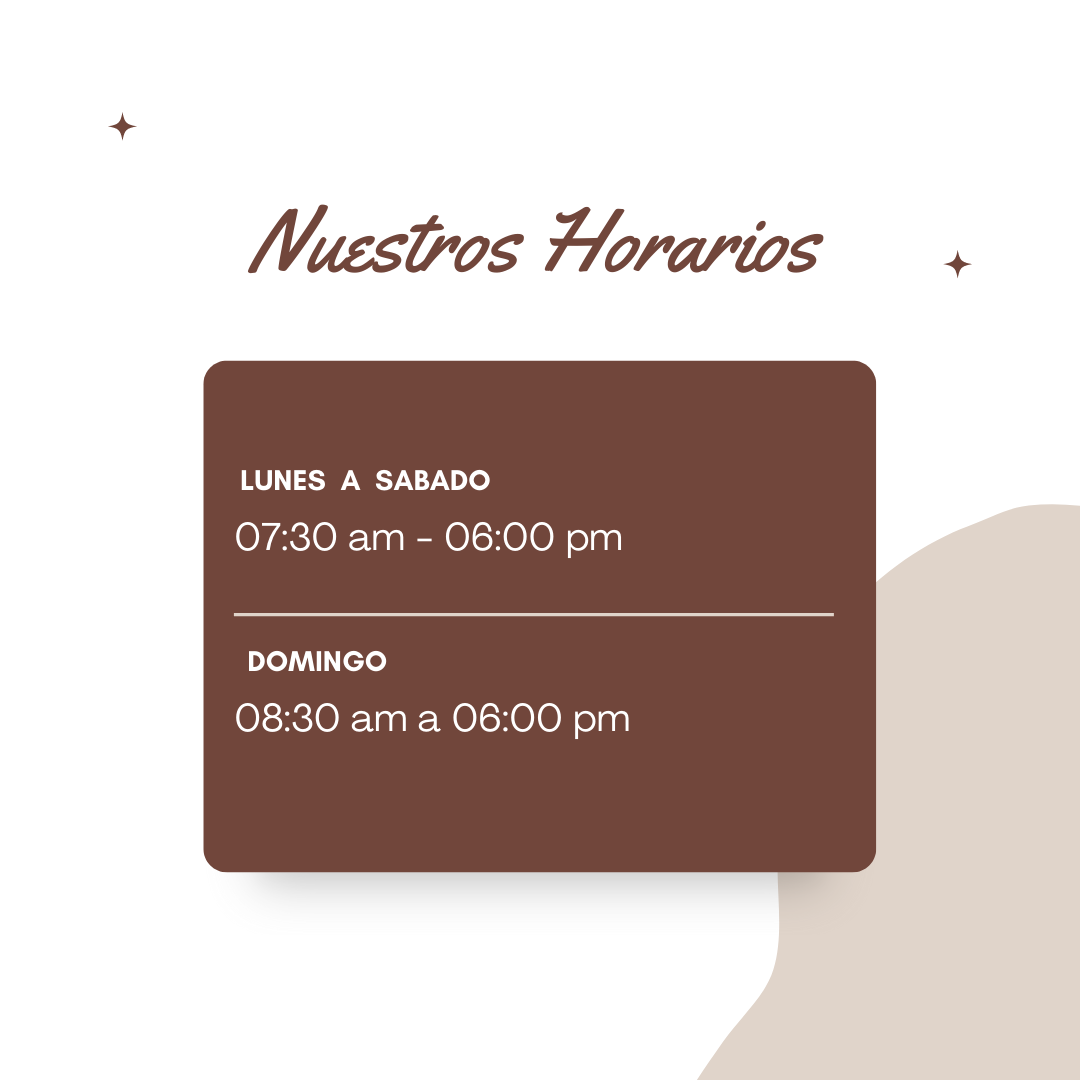 Nuestros Horarios
LUNES A SABADO
07:30 am - 06:00 pm
DOMINGO
08:30 am a 06:00 pm